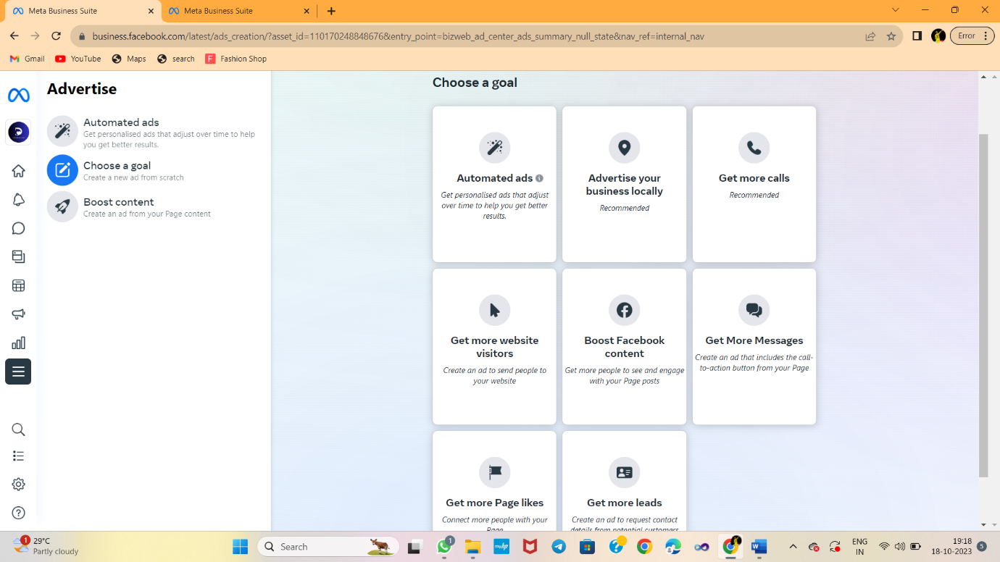 Meta Business Suite
Meta Business Suite
business.facebook.com/latest/ads_creation/?asset_id=110170248848676&entry_point=bizweb_ad_center_ads_summary_null_state&nav_ref=internal_nav
Error
Gmail
YouTube
Maps
search
F
Fashion Shop
Advertise
Automated ads
Get personalised ads that adjust over time to help
you get better results.
Choose a goal
Create a new ad from scratch
Boost content
Create an ad from your Page content
Choose a goal
Automated ads
Get personalised ads that adjust
over time to help you get better
results.
Advertise your
business locally
Recommended
Get more calls
Recommended
Get more website
visitors
Create an ad to send people to
your website
Boost Facebook
content
Get more people to see and engage
with your Page posts
Get More Messages
Create an ad that includes the call-
to-action button from your Page
Get more Page likes
Connect more people with your
Page
Get more leads
Create an ad to request contact
details from potential customers
1
29°C
Partly cloudy
Search
1
myhp
ENG
IN
19:18
18-10-2023
5